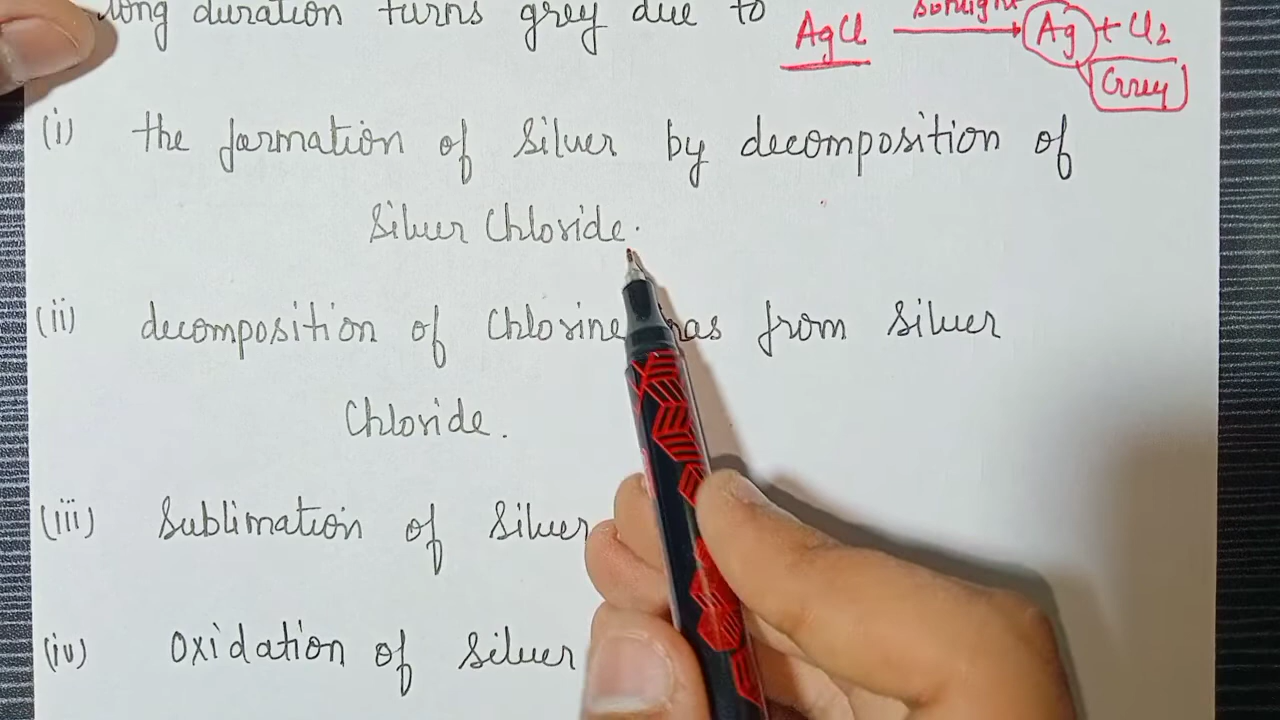 long duration turns grey due to
AgCl sunlight Ag + Cl2
Grey
(i) the formation of Silver by decomposition of
Silver Chloride.
(ii) decomposition of Chlorine from Silver
Chloride.
(iii) Sublimation of Silver
(iv) Oxidation of Silver